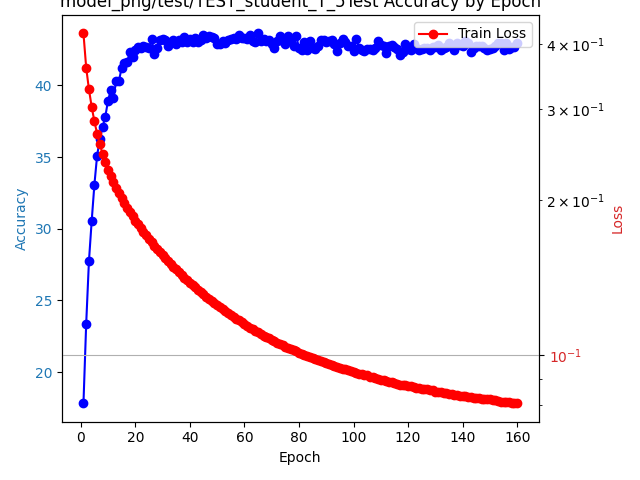 model_png/test/TEST_student_T_5Test Accuracy by Epoch
Train Loss
Accuracy
40
35
30
25
20
4 × 10⁻¹
3 × 10⁻¹
2 × 10⁻¹
10⁻¹
Loss
0 20 40 60 80 100 120 140 160
Epoch